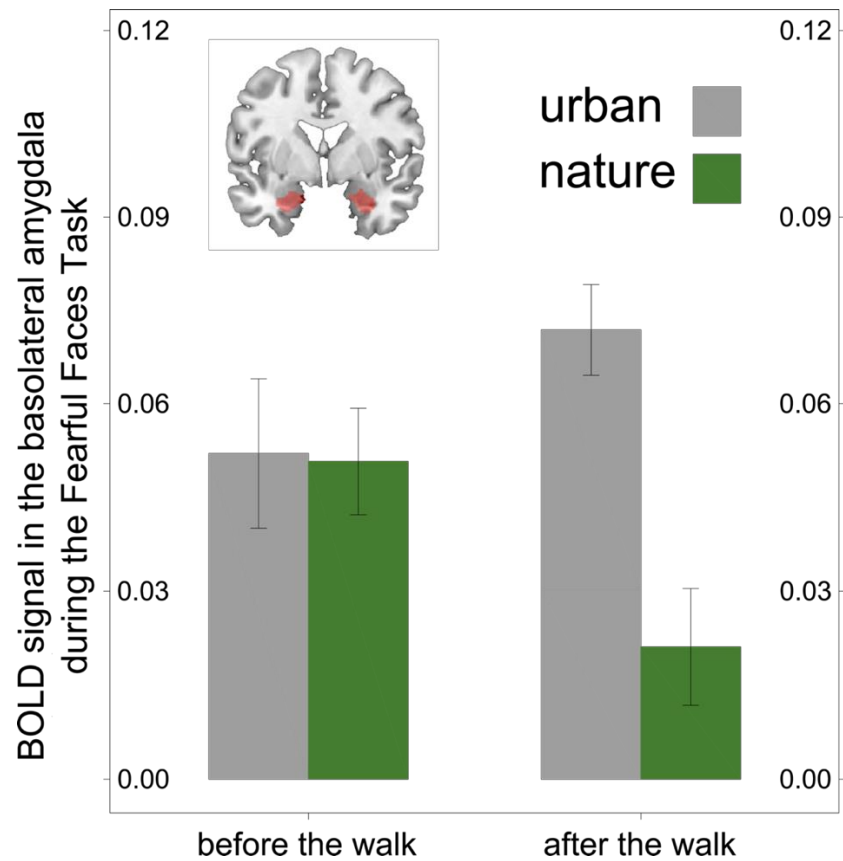 BOLD signal in the basolateral amygdala
during the Fearful Faces Task
0.12
0.09
0.06
0.03
0.00
urban
nature
0.12
0.09
0.06
0.03
0.00
before the walk
after the walk